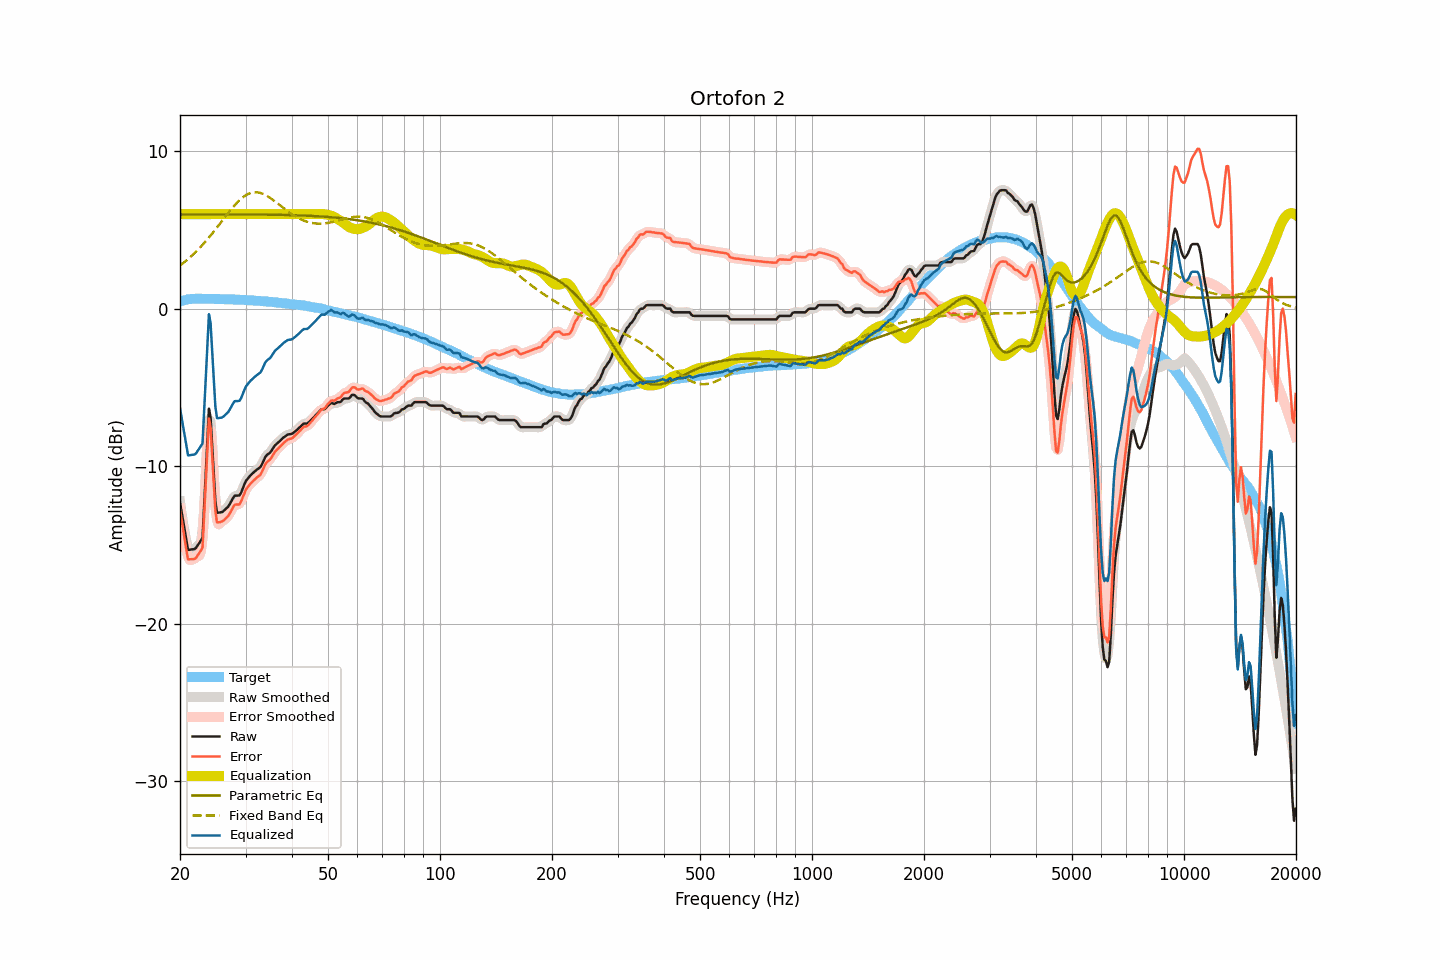 Ortofon 2
Amplitude (dBr)
10
0
−10
−20
−30
Target
Raw Smoothed
Error Smoothed
Raw
Error
Equalization
Parametric Eq
Fixed Band Eq
Equalized
20 50 100 200 500 1000 2000 5000 10000 20000
Frequency (Hz)